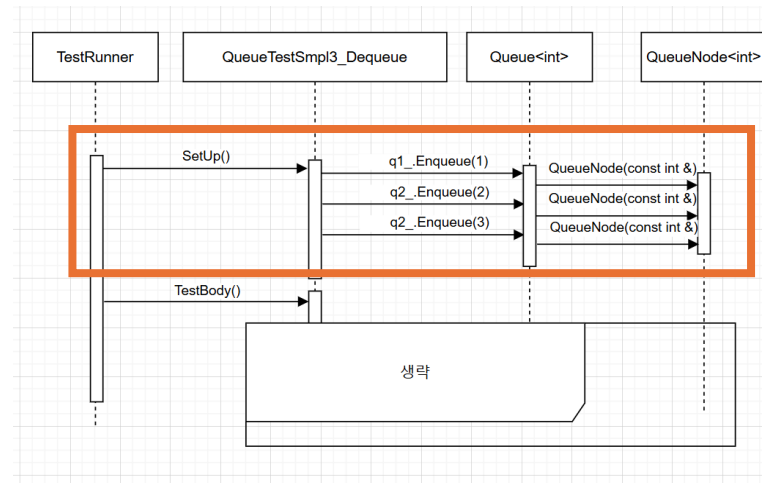 TestRunner
QueueTestSmpl3_Dequeue
Queue<int>
QueueNode<int>
SetUp()
q1_.Enqueue(1)
QueueNode(const int &)
q2_.Enqueue(2)
QueueNode(const int &)
q2_.Enqueue(3)
QueueNode(const int &)
TestBody()
생략